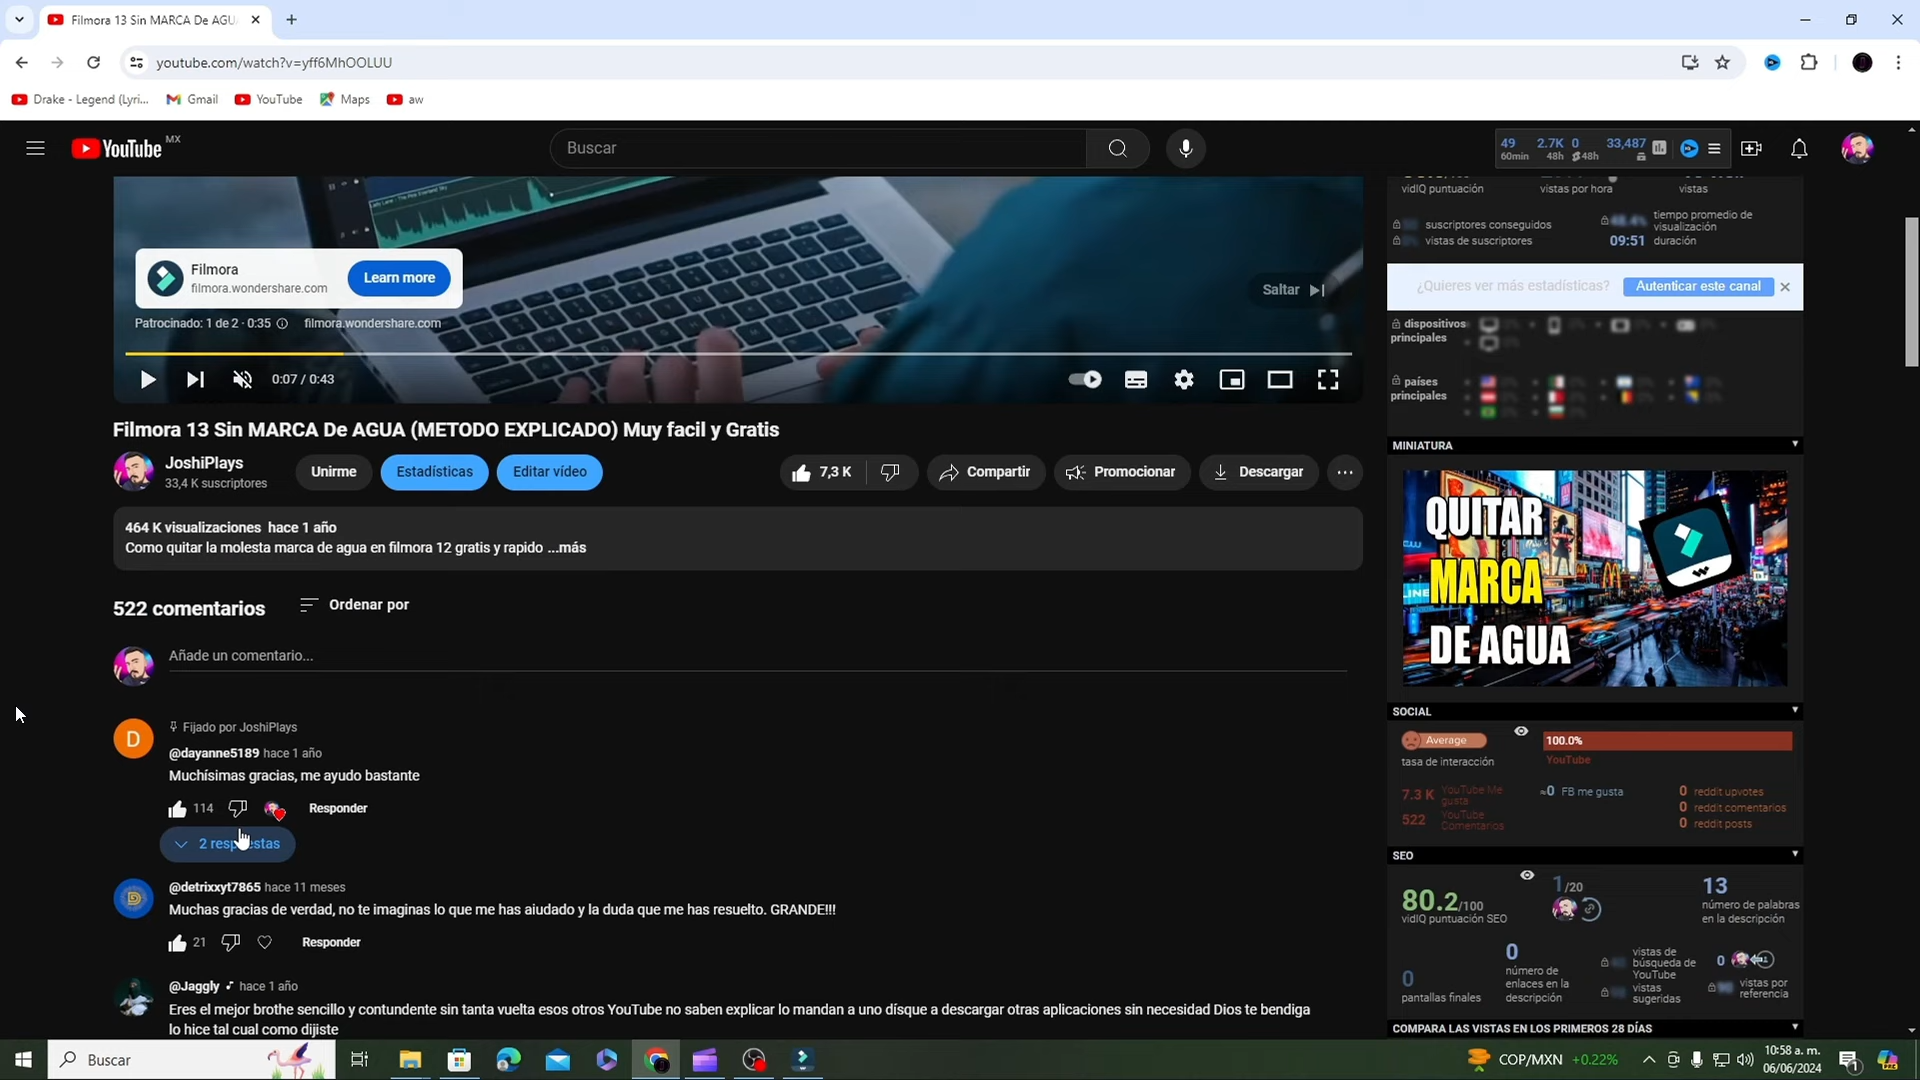 Filmora 13 Sin MARCA De AGU
youtube.com/watch?v=yff6MhOOLUU
Drake - Legend (Lyri...
Gmail
YouTube
Maps
aw
YouTube MX
Buscar
49 2.7K 0 33,487
60min 48h 48h
vidIQ puntuación
vistas por hora
vistas
suscriptores conseguidos
vistas de suscriptores
tiempo promedio de visualización
09:51 duración
Filmora
filmora.wondershare.com
Learn more
Saltar
¿Quieres ver más estadísticas?
Autenticar este canal
Patrocinado: 1 de 2 · 0:35
filmora.wondershare.com
dispositivos principales
0:07 / 0:43
países principales
Filmora 13 Sin MARCA De AGUA (METODO EXPLICADO) Muy facil y Gratis
MINIATURA
JoshiPlays
33,4 K suscriptores
Unirme
Estadísticas
Editar vídeo
7,3 K
Compartir
Promocionar
Descargar
464 K visualizaciones hace 1 año
Como quitar la molesta marca de agua en filmora 12 gratis y rapido ...más
QUITAR
MARCA
DE AGUA
522 comentarios
Ordenar por
Añade un comentario...
SOCIAL
Average
tasa de interacción
100.0%
YouTube
7.3 K YouTube Me gusta
522 YouTube Comentarios
≈0 FB me gusta
0 reddit upvotes
0 reddit comentarios
0 reddit posts
Fijado por JoshiPlays
@dayanne5189 hace 1 año
Muchísimas gracias, me ayudo bastante
114
Responder
2 respuestas
SEO
80.2/100
vidIQ puntuación SEO
1/20
13
número de palabras en la descripción
@detrixxyt7865 hace 11 meses
Muchas gracias de verdad, no te imaginas lo que me has aiudado y la duda que me has resuelto. GRANDE!!!
21
Responder
0
pantallas finales
0
número de enlaces en la descripción
vistas de búsqueda de YouTube
vistas sugeridas
0
vistas por referencia
@Jaggly hace 1 año
Eres el mejor brothe sencillo y contundente sin tanta vuelta esos otros YouTube no saben explicar lo mandan a uno dísque a descargar otras aplicaciones sin necesidad Dios te bendiga
lo hice tal cual como dijiste
COMPARA LAS VISTAS EN LOS PRIMEROS 28 DÍAS
Buscar
COP/MXN +0.22%
10:58 a. m.
06/06/2024
1